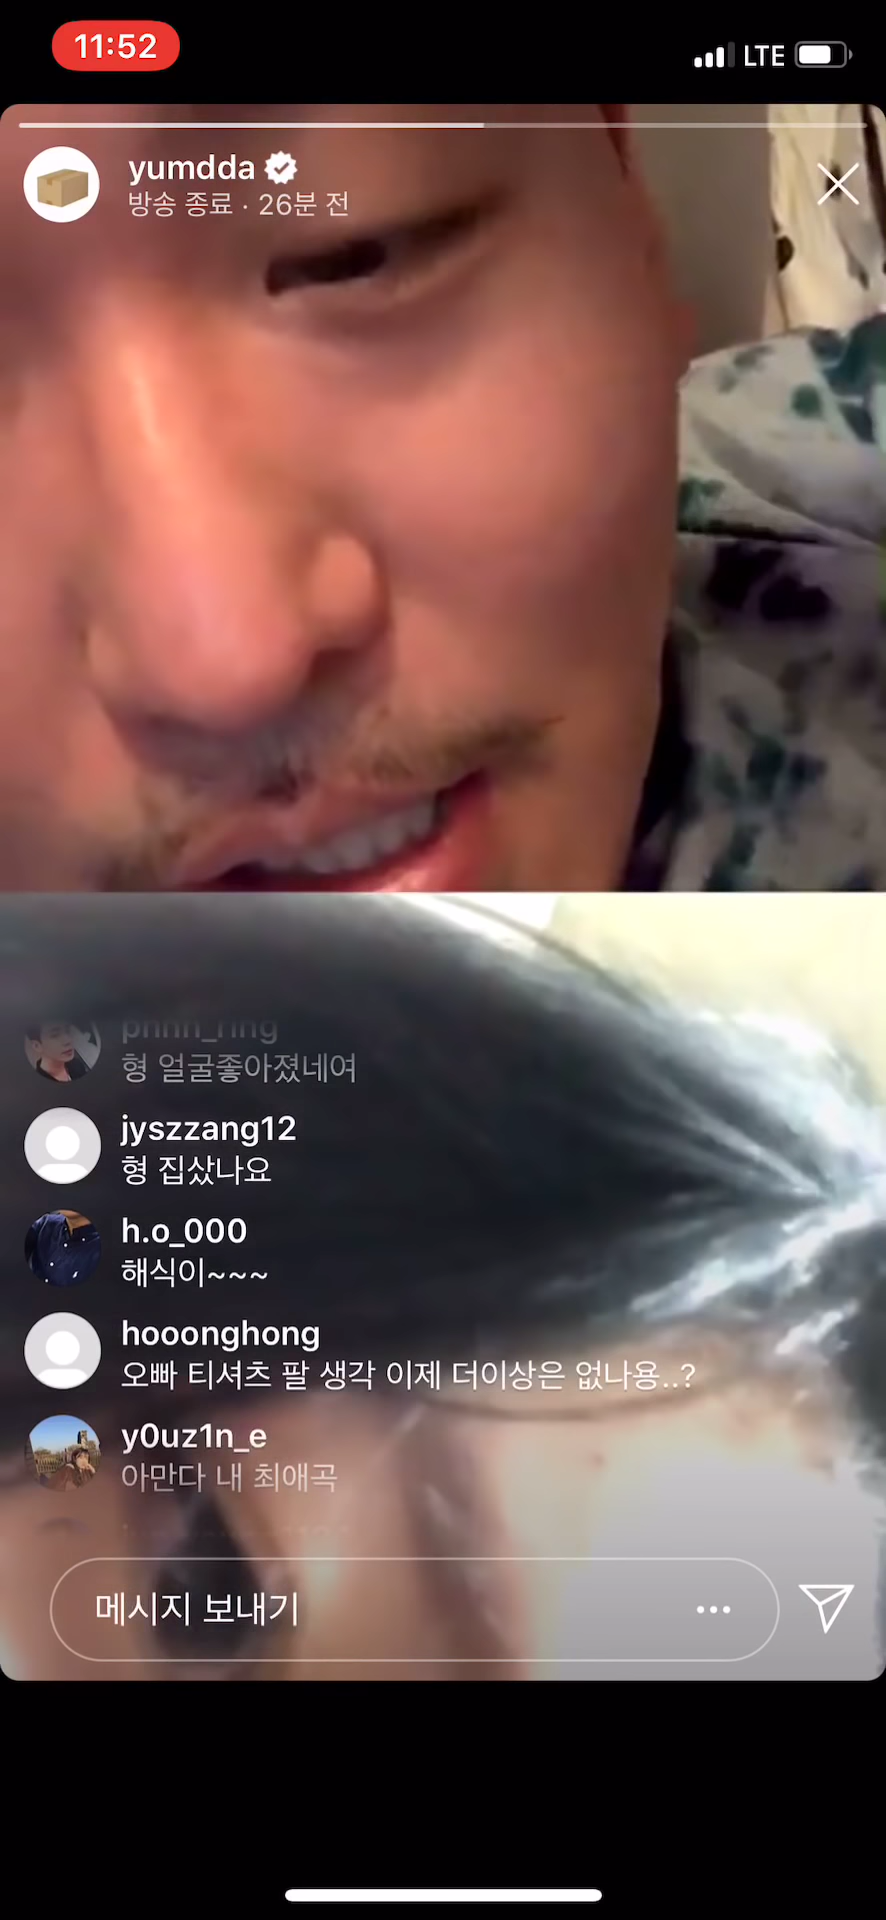 11:52
LTE
yumdda
방송 종료 · 26분 전
형 얼굴좋아졌네여
jyszzang12
형 집샀나요
h.o_000
해식이~~~
hooonghong
오빠 티셔츠 팔 생각 이제 더이상은 없나용..?
y0uz1n_e
아만다 내 최애곡
메시지 보내기